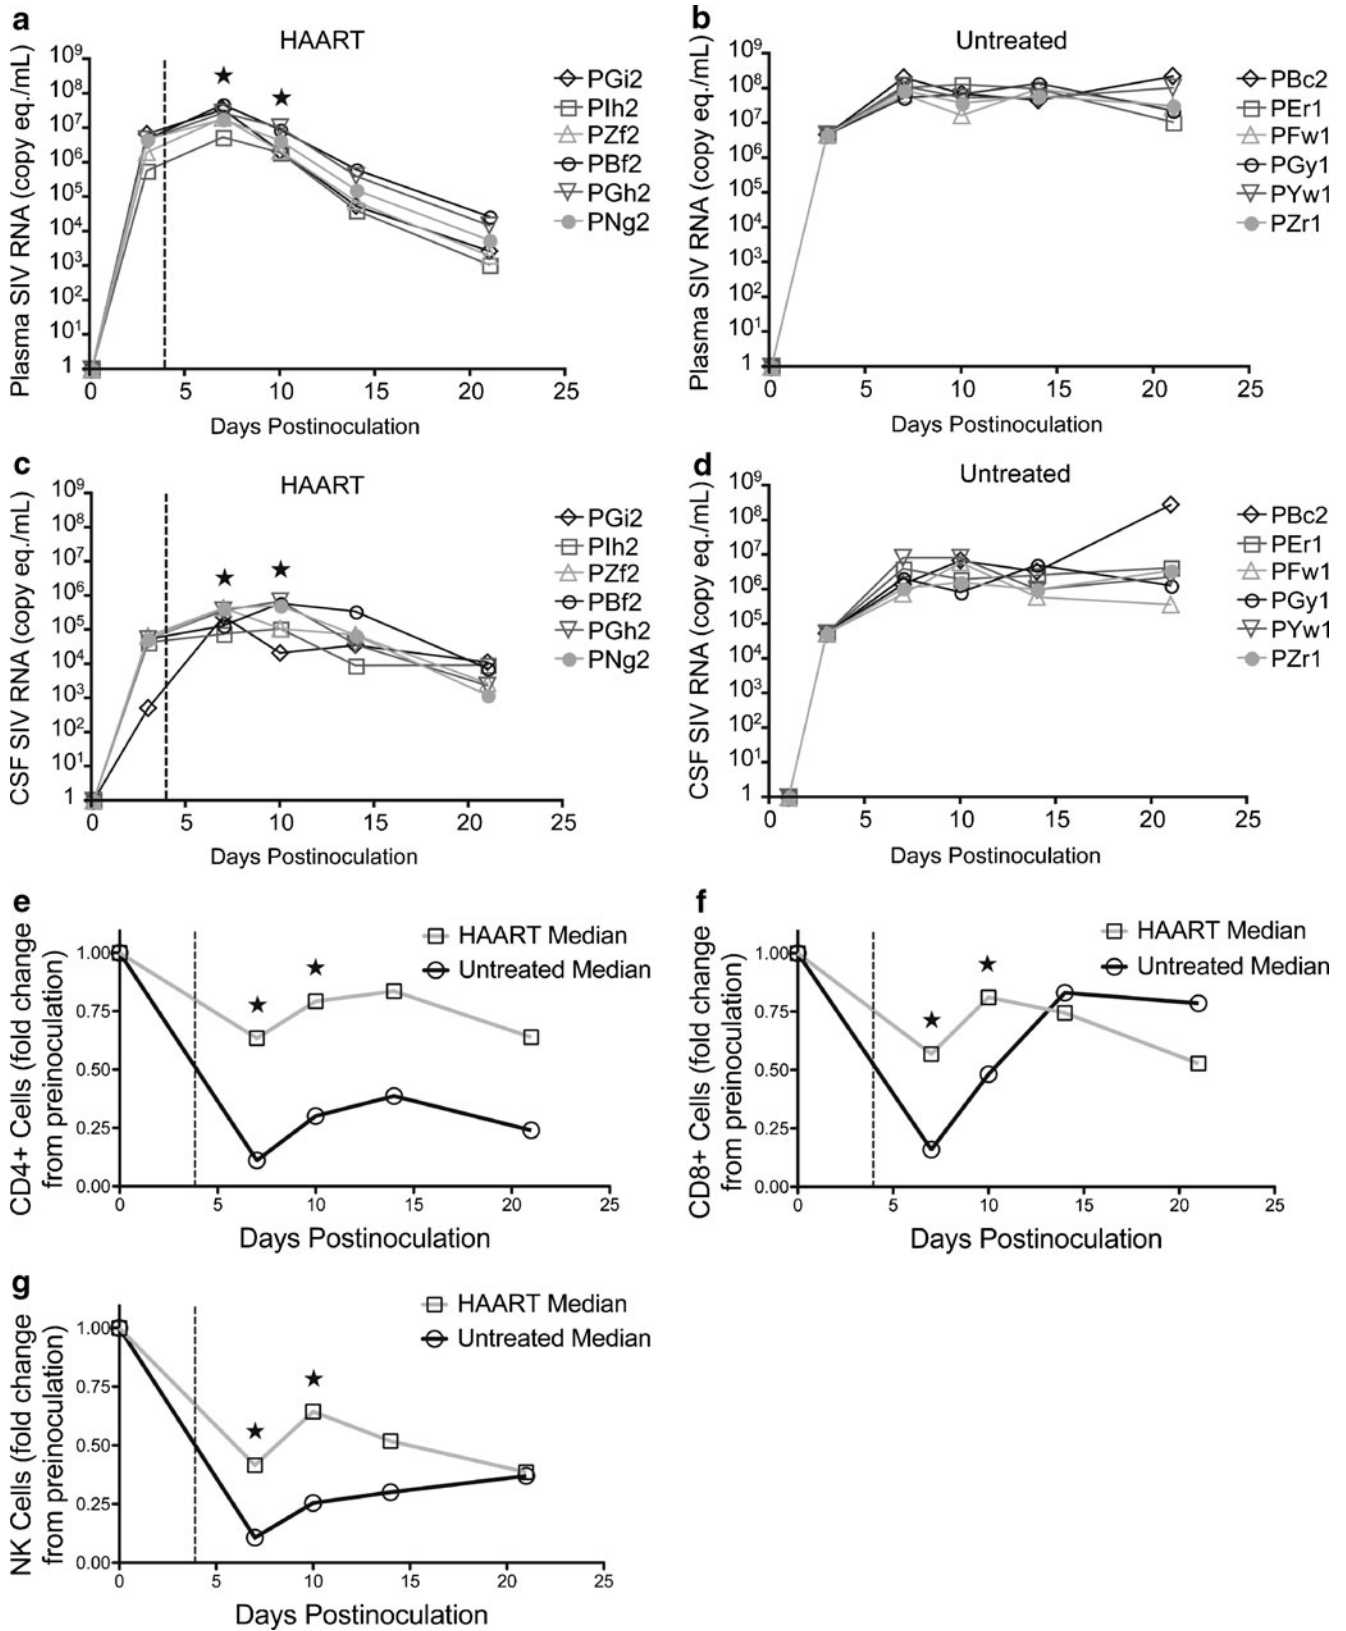 a
HAART
Plasma SIV RNA (copy eq./mL)
10⁹
10⁸
10⁷
10⁶
10⁵
10⁴
10³
10²
10¹
1
0 5 10 15 20 25
Days Postinoculation
PGi2
PIh2
PZf2
PBf2
PGh2
PNg2
b
Untreated
Plasma SIV RNA (copy eq./mL)
10⁹
10⁸
10⁷
10⁶
10⁵
10⁴
10³
10²
10¹
1
0 5 10 15 20 25
Days Postinoculation
PBc2
PEr1
PFw1
PGy1
PYw1
PZr1
c
HAART
CSF SIV RNA (copy eq./mL)
10⁹
10⁸
10⁷
10⁶
10⁵
10⁴
10³
10²
10¹
1
0 5 10 15 20 25
Days Postinoculation
PGi2
PIh2
PZf2
PBf2
PGh2
PNg2
d
Untreated
CSF SIV RNA (copy eq./mL)
10⁹
10⁸
10⁷
10⁶
10⁵
10⁴
10³
10²
10¹
1
0 5 10 15 20 25
Days Postinoculation
PBc2
PEr1
PFw1
PGy1
PYw1
PZr1
e
CD4+ Cells (fold change
from preinoculation)
HAART Median
Untreated Median
1.00
0.75
0.50
0.25
0.00
0 5 10 15 20 25
Days Postinoculation
f
CD8+ Cells (fold change
from preinoculation)
HAART Median
Untreated Median
1.00
0.75
0.50
0.25
0.00
0 5 10 15 20 25
Days Postinoculation
g
NK Cells (fold change
from preinoculation)
HAART Median
Untreated Median
1.00
0.75
0.50
0.25
0.00
0 5 10 15 20 25
Days Postinoculation